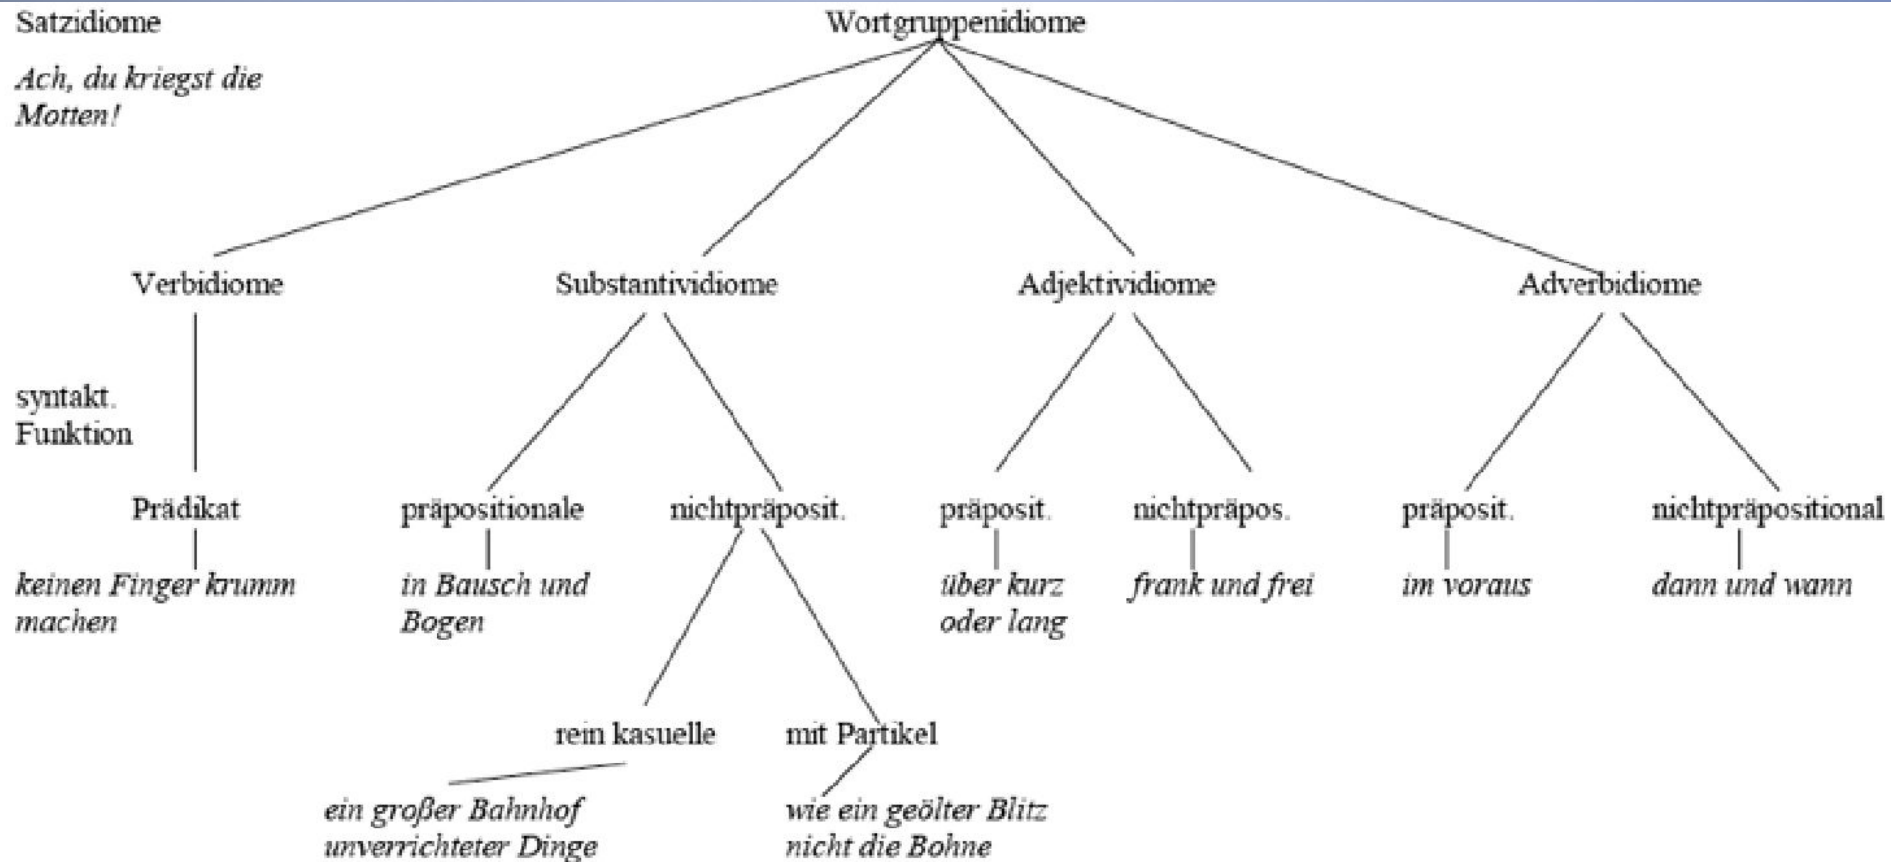 Satzidiome
Wortgruppenidiome
Ach, du kriegst die
Motten!
Verbidiome
Substantividiome
Adjektividiome
Adverbidiome
syntakt.
Funktion
Prädikat
präpositionale
nichtpräposit.
präposit.
nichtpräpos.
präposit.
nichtpräpositional
keinen Finger krumm
machen
in Bausch und
Bogen
über kurz
oder lang
frank und frei
im voraus
dann und wann
rein kasuelle
mit Partikel
ein großer Bahnhof
unverrichteter Dinge
wie ein geölter Blitz
nicht die Bohne